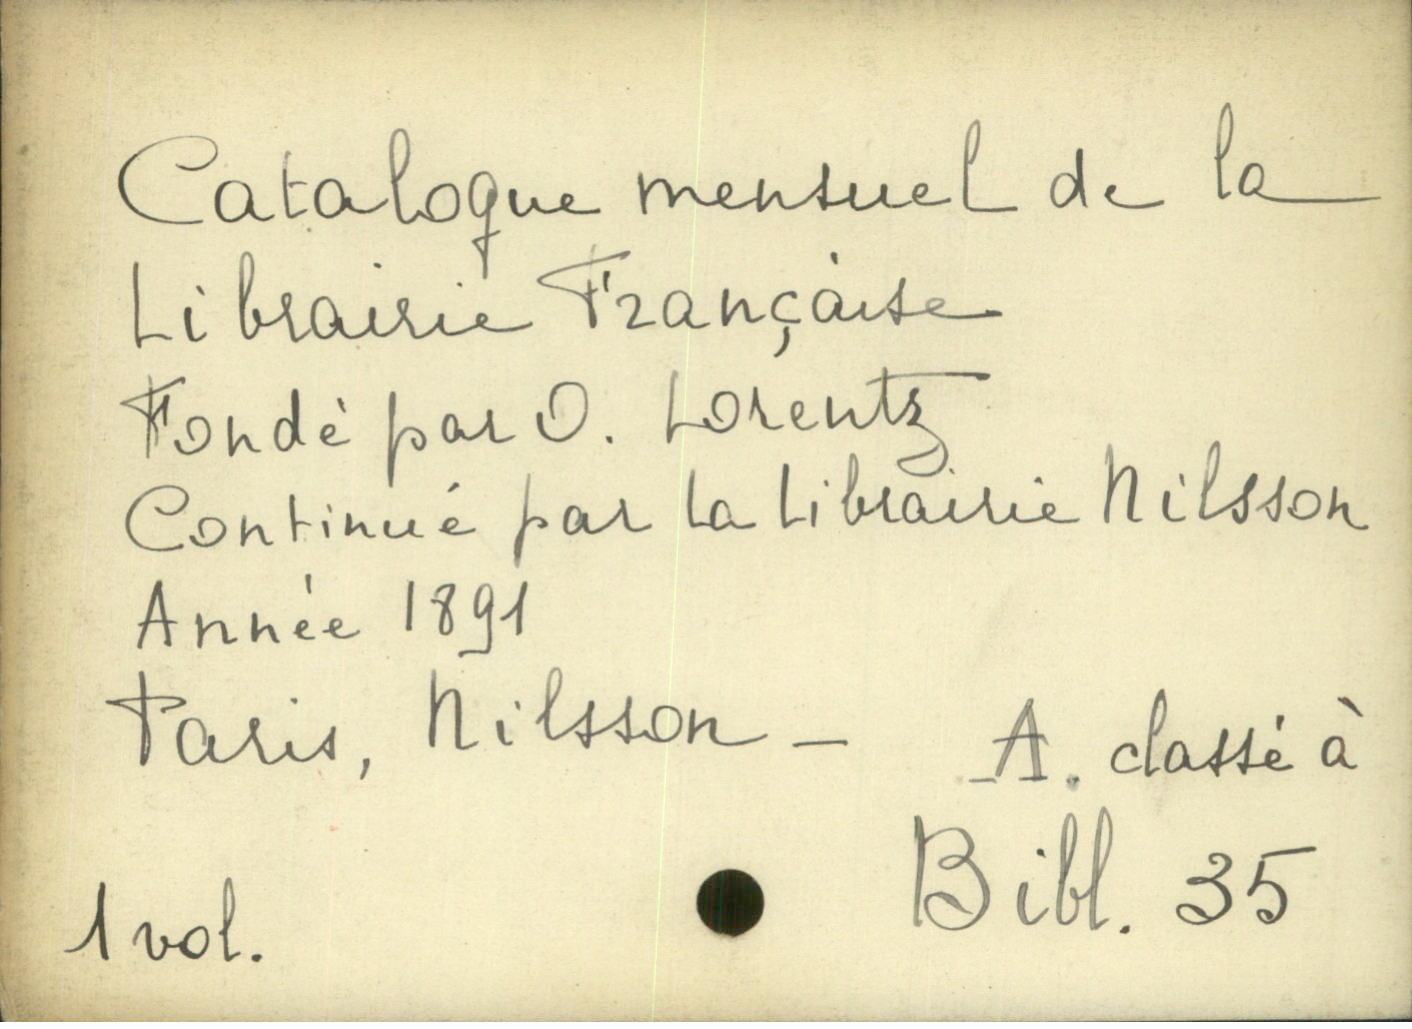 Catalogue mensuel de la
Librairie Française
Fondé par O. Lorentz
Continué par la Librairie Nilsson
Année 1891
Paris, Nilsson –
A. classé à
Bibl. 35
1 vol.